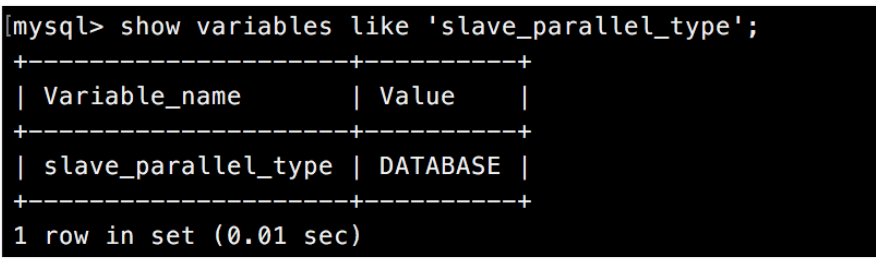 [mysql> show variables like 'slave_parallel_type';
+---------------------+----------+
| Variable_name       | Value    |
+---------------------+----------+
| slave_parallel_type | DATABASE |
+---------------------+----------+
1 row in set (0.01 sec)